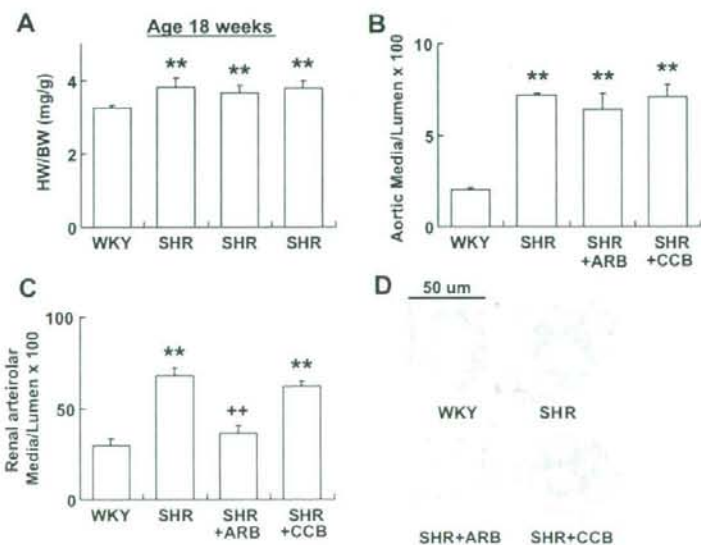 A
Age 18 weeks
HW/BW (mg/g)
6
4
2
0
**
**
**
WKY
SHR
SHR
SHR
B
Aortic Media/Lumen x 100
10
5
0
**
**
**
WKY
SHR
SHR
+ARB
SHR
+CCB
C
Renal arteirolar
Media/Lumen x 100
100
50
0
**
++
**
WKY
SHR
SHR
+ARB
SHR
+CCB
D
50 um
WKY
SHR
SHR+ARB
SHR+CCB